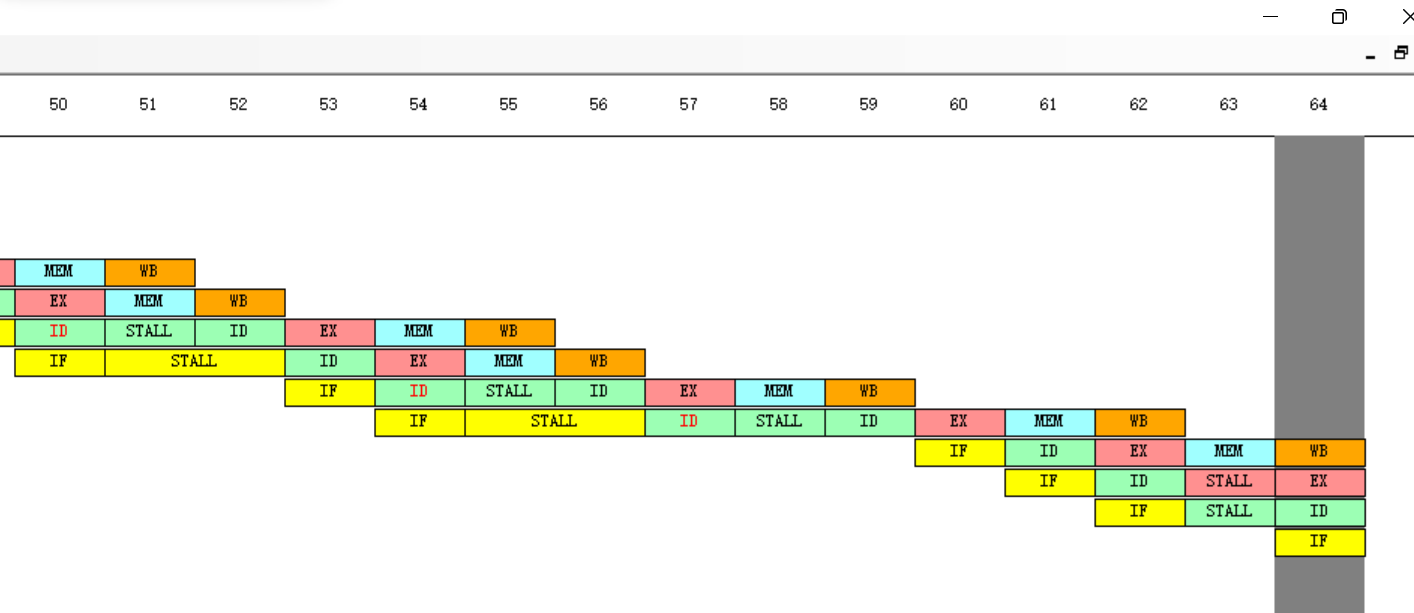 50 51 52 53 54 55 56 57 58 59 60 61 62 63 64
MEM WB
EX MEM WB
ID STALL ID EX MEM WB
IF STALL ID EX MEM WB
IF ID STALL ID EX MEM WB
IF STALL ID STALL ID EX MEM WB
IF ID EX MEM WB
IF ID STALL EX
IF STALL ID
IF